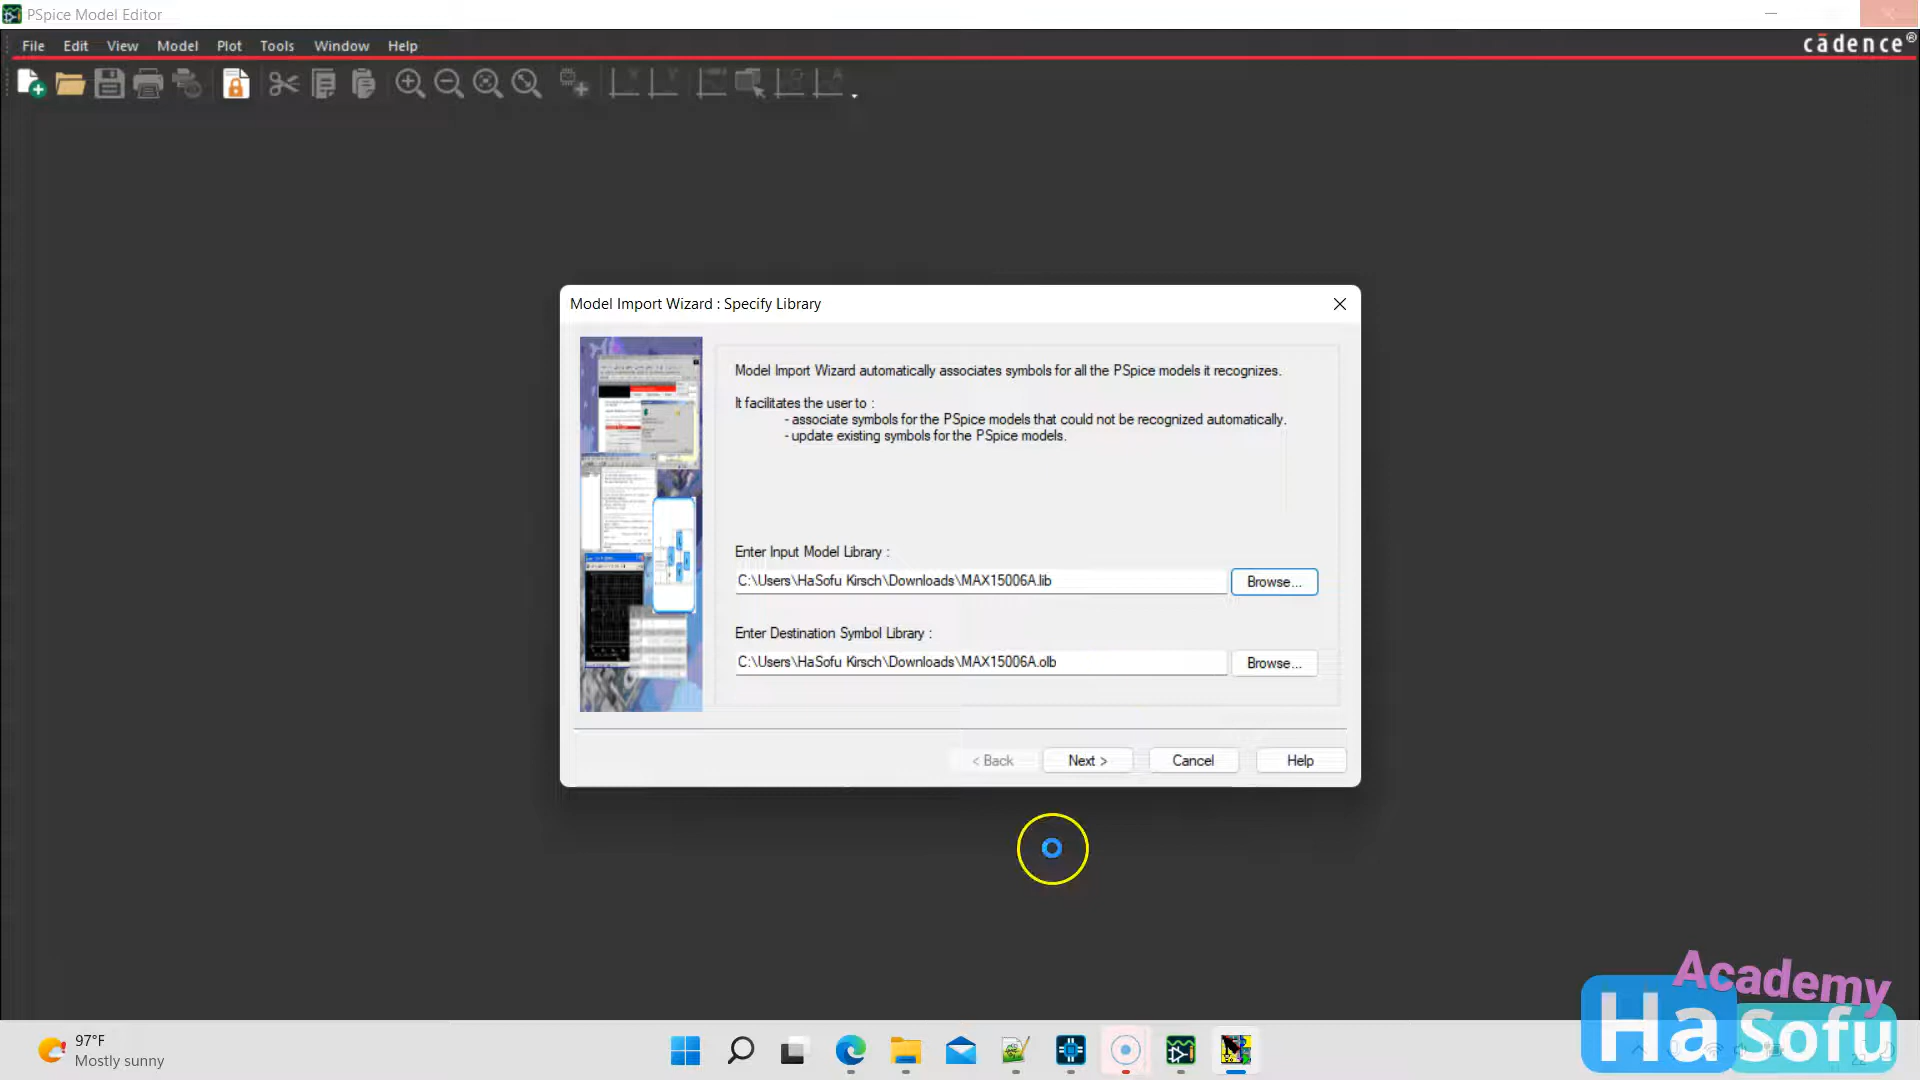 PSpice Model Editor
File Edit View Model Plot Tools Window Help
cādence®
Model Import Wizard : Specify Library
Model Import Wizard automatically associates symbols for all the PSpice models it recognizes.
It facilitates the user to :
- associate symbols for the PSpice models that could not be recognized automatically.
- update existing symbols for the PSpice models.
Enter Input Model Library :
C:\Users\HaSofu Kirsch\Downloads\MAX15006A.lib
Browse...
Enter Destination Symbol Library :
C:\Users\HaSofu Kirsch\Downloads\MAX15006A.olb
Browse...
< Back Next > Cancel Help
Academy
HaSofu
97°F
Mostly sunny